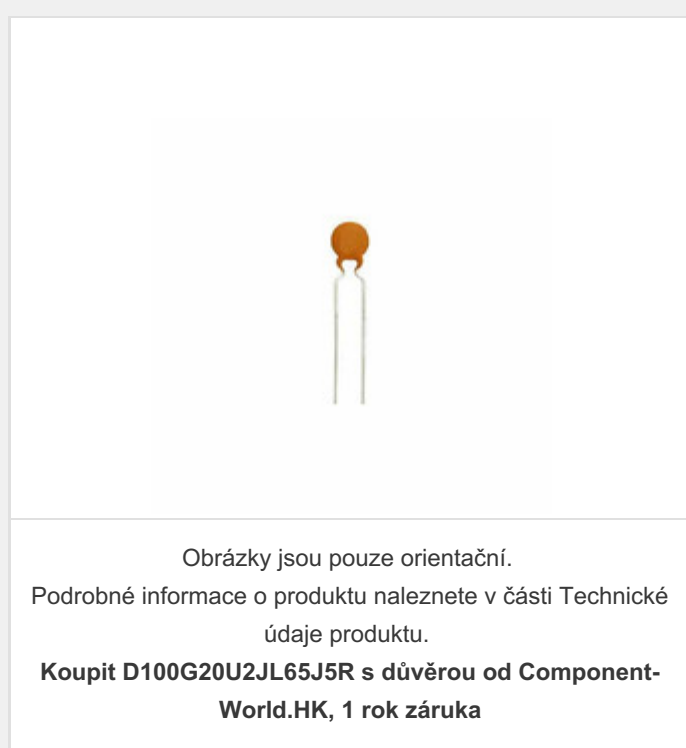 Obrázky jsou pouze orientační.
Podrobné informace o produktu naleznete v části Technické
údaje produktu.
Koupit D100G20U2JL65J5R s důvěrou od Component-
World.HK, 1 rok záruka